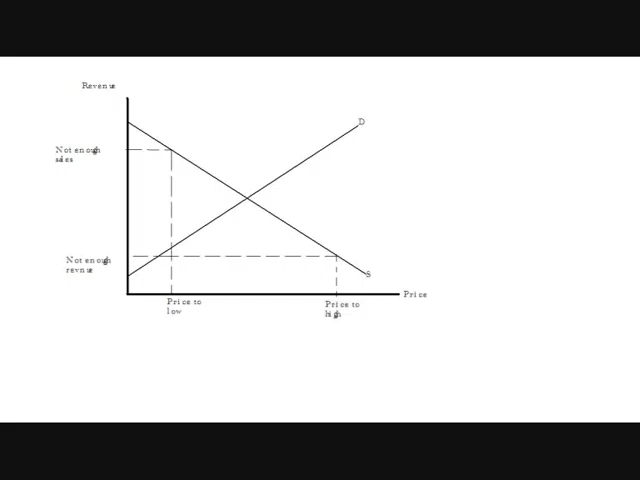 Revenue
D
Not enough
sales
Not enough
revnue
S
Price
Price to
low
Price to
high